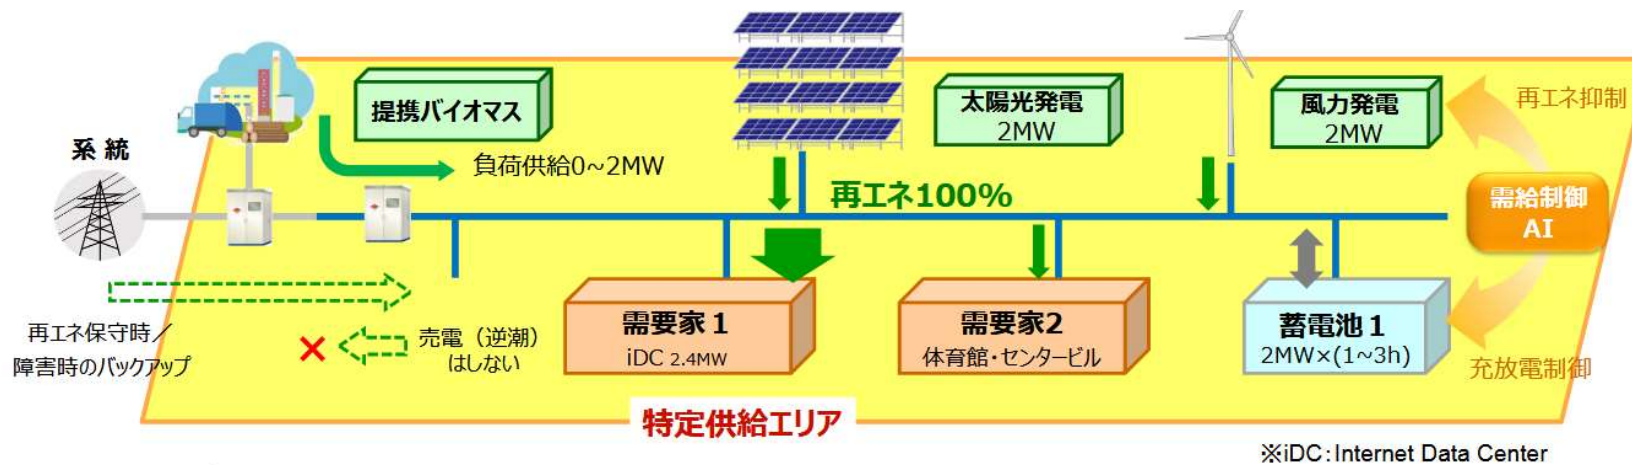 提携バイオマス
太陽光発電
2MW
風力発電
2MW
再エネ抑制
系統
負荷供給0~2MW
再エネ100%
需給制御
AI
再エネ保守時／
障害時のバックアップ
売電（逆潮）
はしない
需要家1
iDC 2.4MW
需要家2
体育館・センタービル
蓄電池1
2MW×(1~3h)
充放電制御
特定供給エリア
※iDC：Internet Data Center